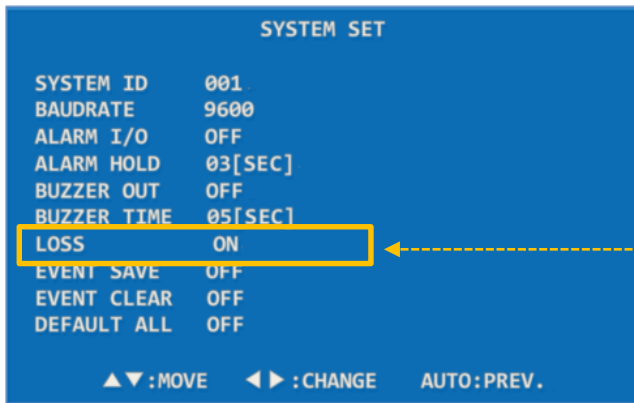 SYSTEM SET
SYSTEM ID 001
BAUDRATE 9600
ALARM I/O OFF
ALARM HOLD 03[SEC]
BUZZER OUT OFF
BUZZER TIME 05[SEC]
LOSS ON
EVENT SAVE OFF
EVENT CLEAR OFF
DEFAULT ALL OFF
▲▼:MOVE ◀▶:CHANGE AUTO:PREV.